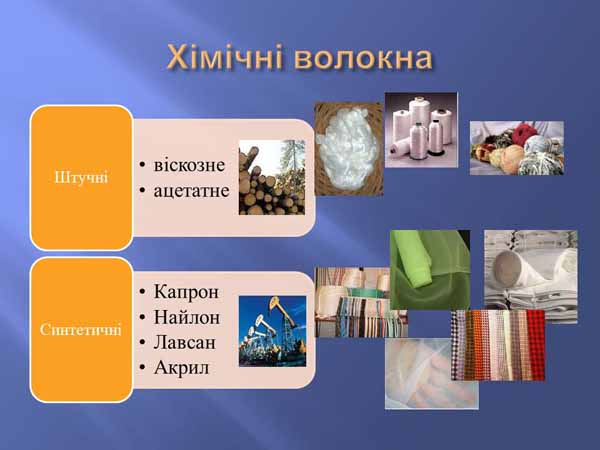 Хімічні волокна
Штучні
• віскозне
• ацетатне
Синтетичні
• Капрон
• Найлон
• Лавсан
• Акрил